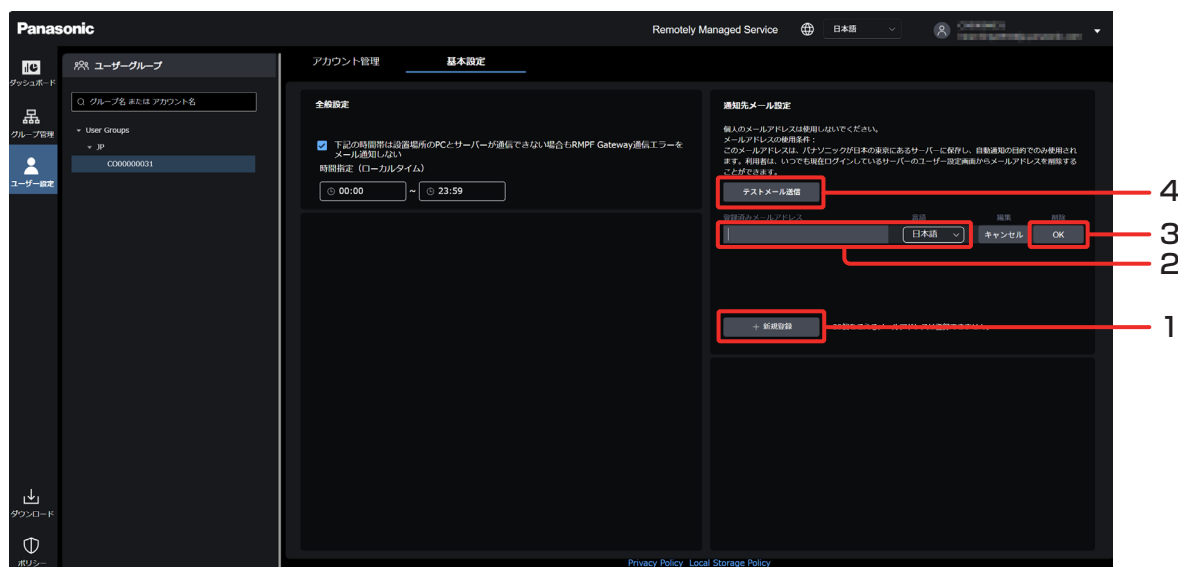 Panasonic
Remotely Managed Service
日本語
ダッシュボード
グループ管理
ユーザー設定
ダウンロード
ポリシー
ユーザーグループ
グループ名 または アカウント名
User Groups
JP
CO00000031
アカウント管理
基本設定
全般設定
下記の時間帯は設置場所のPCとサーバーが通信できない場合もRMPF Gateway通信エラーを
メール通知しない
時間指定（ローカルタイム）
00:00 ~ 23:59
通知先メール設定
個人のメールアドレスは使用しないでください。
メールアドレスの使用条件：
このメールアドレスは、パナソニックが日本の東京にあるサーバーに保存し、自動通知の目的でのみ使用され
ます。利用者は、いつでも現在ログインしているサーバーのユーザー設定画面からメールアドレスを削除する
ことができます。
テストメール送信
4
登録済みメールアドレス 言語 編集 削除
日本語 キャンセル OK
3
2
+ 新規登録
1
Privacy Policy Local Storage Policy